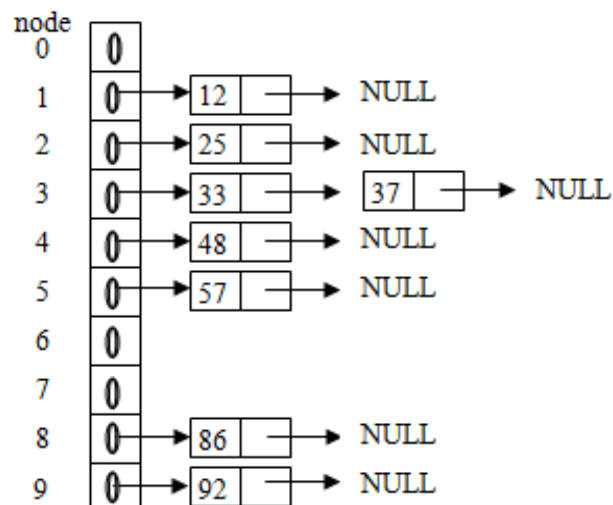 node
0 0
1 0 12 NULL
2 0 25 NULL
3 0 33 37 NULL
4 0 48 NULL
5 0 57 NULL
6 0
7 0
8 0 86 NULL
9 0 92 NULL